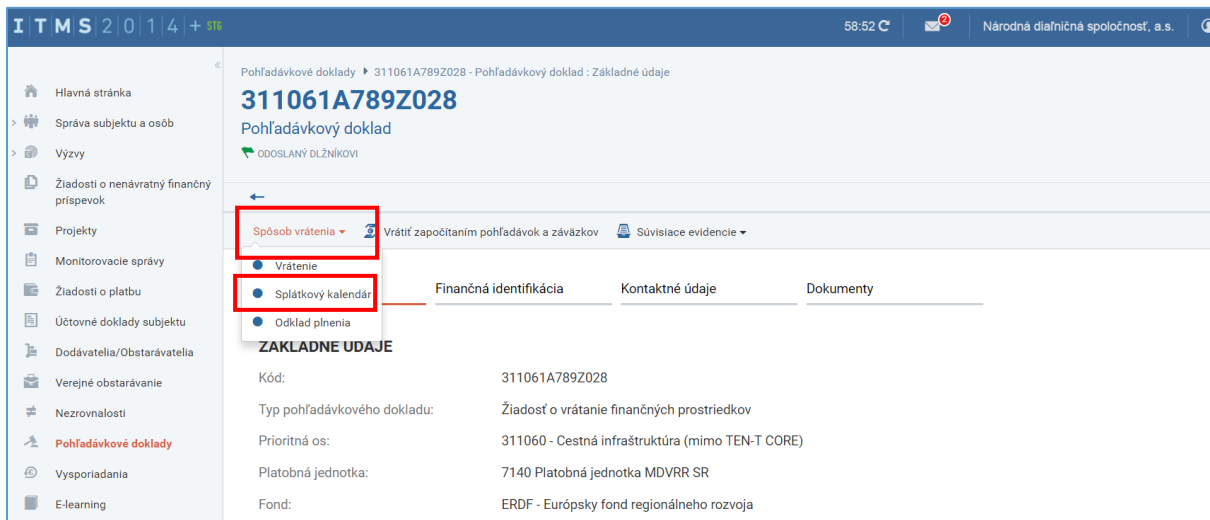 ITMS2014+ STG
58:52
2
Národná diaľničná spoločnosť, a.s.
«
Hlavná stránka
Správa subjektu a osôb
Výzvy
Žiadosti o nenávratný finančný
príspevok
Projekty
Monitorovacie správy
Žiadosti o platbu
Účtovné doklady subjektu
Dodávatelia/Obstarávatelia
Verejné obstarávanie
Nezrovnalosti
Pohľadávkové doklady
Vysporiadania
E-learning
Pohľadávkové doklady 311061A789Z028 - Pohľadávkový doklad : Základné údaje
311061A789Z028
Pohľadávkový doklad
ODOSLANÝ DLŽNÍKOVI
Spôsob vrátenia
Vrátiť započítaním pohľadávok a záväzkov
Súvisiace evidencie
Vrátenie
Splátkový kalendár
Odklad plnenia
Finančná identifikácia
Kontaktné údaje
Dokumenty
ZÁKLADNÉ ÚDAJE
Kód: 311061A789Z028
Typ pohľadávkového dokladu: Žiadosť o vrátanie finančných prostriedkov
Prioritná os: 311060 - Cestná infraštruktúra (mimo TEN-T CORE)
Platobná jednotka: 7140 Platobná jednotka MDVRR SR
Fond: ERDF - Európsky fond regionálneho rozvoja